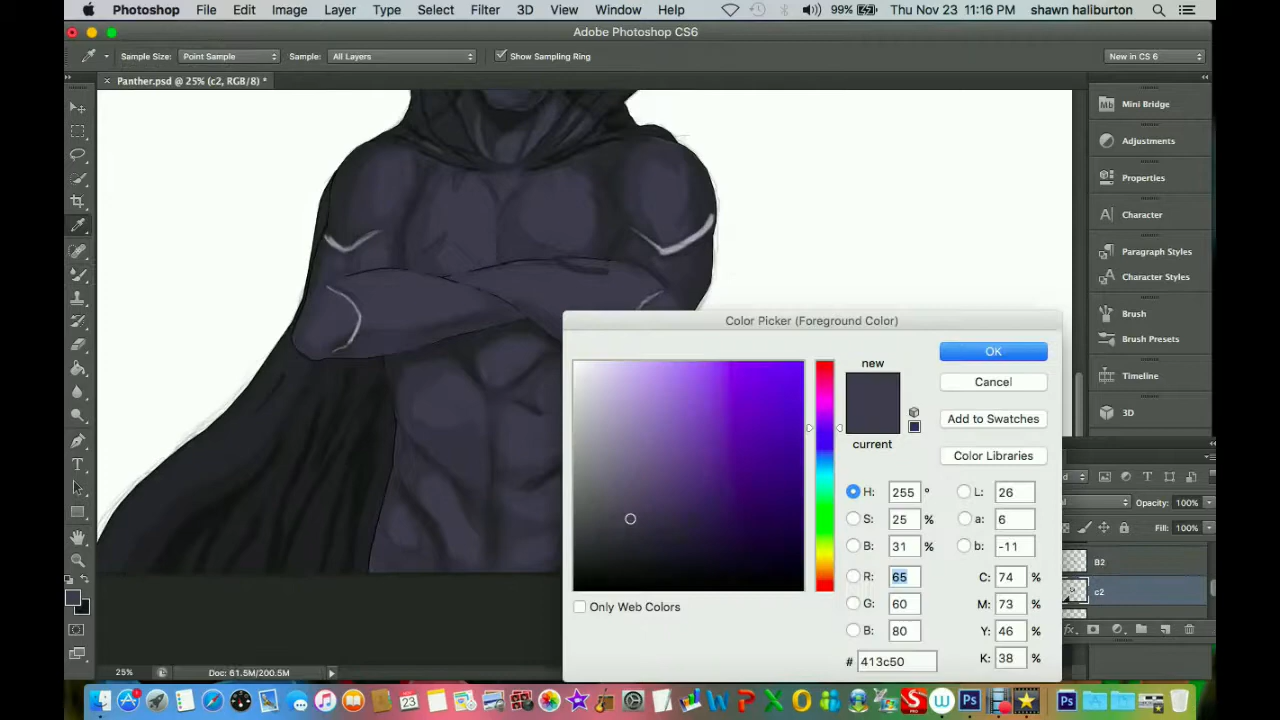 Photoshop File Edit Image Layer Type Select Filter 3D View Window Help 99% Thu Nov 23 11:16 PM shawn haliburton
Adobe Photoshop CS6
Sample Size: Point Sample Sample: All Layers Show Sampling Ring New in CS 6
Panther.psd @ 25% (c2, RGB/8) *
Mb Mini Bridge
Adjustments
Properties
Character
Paragraph Styles
Character Styles
Brush
Brush Presets
Timeline
3D
Color Picker (Foreground Color)
OK
new
Cancel
Add to Swatches
current
Color Libraries
H: 255 ° L: 26
S: 25 % a: 6
B: 31 % b: -11
R: 65 C: 74 %
G: 60 M: 73 %
B: 80 Y: 46 %
# 413c50 K: 38 %
Only Web Colors
Opacity: 100%
Fill: 100%
B2
c2
fx
25% Doc: 61.5M/200.5M